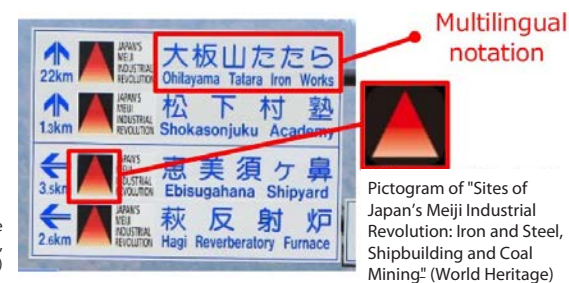 Multilingual
notation
22km
JAPAN'S
MEIJI
INDUSTRIAL
REVOLUTION
大板山たたら
Ohilayama Tatara Iron Works
1.3km
JAPAN'S
MEIJI
INDUSTRIAL
REVOLUTION
松下村塾
Shokasonjuku Academy
3.5km
JAPAN'S
MEIJI
INDUSTRIAL
REVOLUTION
恵美須ヶ鼻
Ebisugahana Shipyard
2.6km
JAPAN'S
MEIJI
INDUSTRIAL
REVOLUTION
萩反射炉
Hagi Reverberatory Furnace
Pictogram of "Sites of
Japan's Meiji Industrial
Revolution: Iron and Steel,
Shipbuilding and Coal
Mining" (World Heritage)